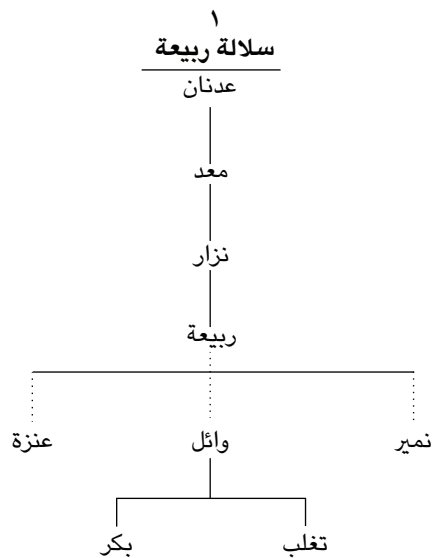 ١
سلالة ربيعة
عدنان
معد
نزار
ربيعة
نمير وائل عنزة
تغلب بكر